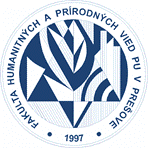 FAKULTA HUMANITNÝCH A PRÍRODNÝCH VIED PU V PREŠOVE
• 1997 •